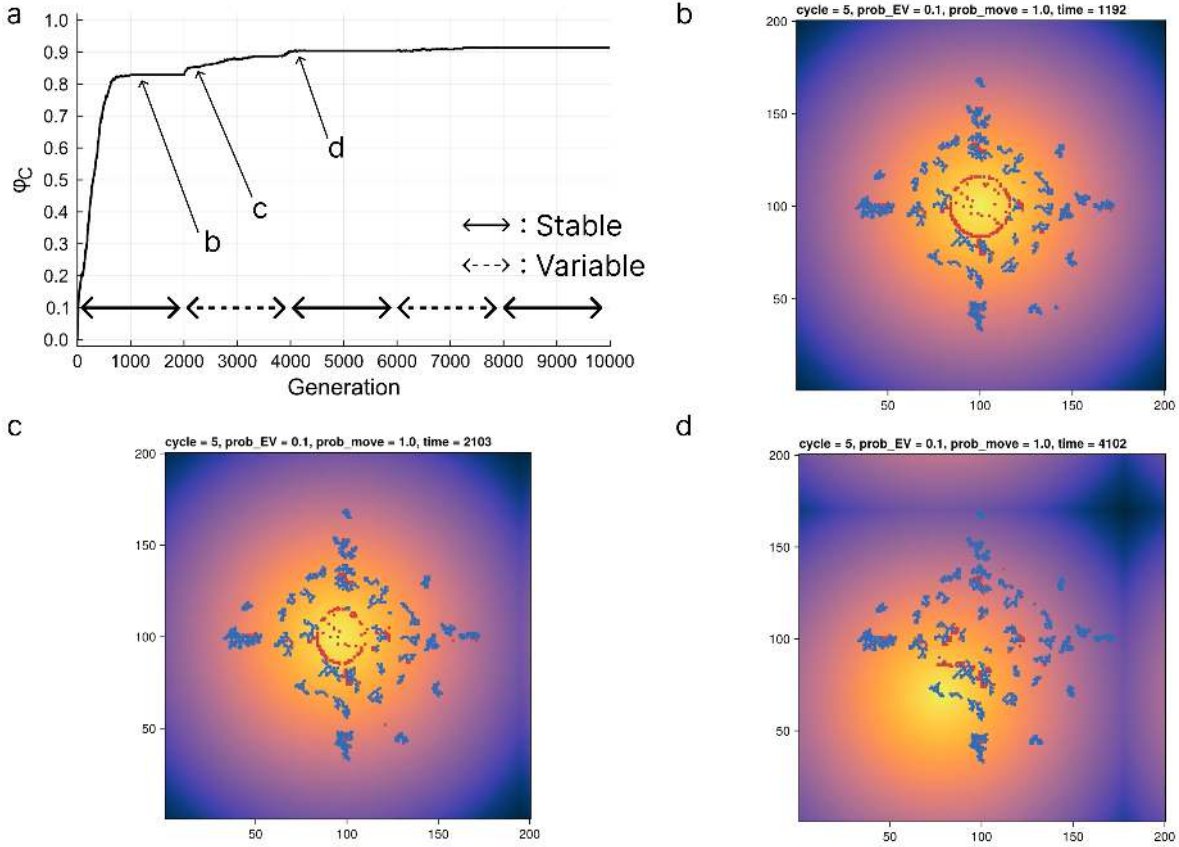 a
1.0
0.9
0.8
0.7
0.6
0.5
0.4
0.3
0.2
0.1
0.0
φC
b
c
d
: Stable
: Variable
0 1000 2000 3000 4000 5000 6000 7000 8000 9000 10000
Generation
b
cycle = 5, prob_EV = 0.1, prob_move = 1.0, time = 1192
200
150
100
50
50 100 150 200
c
cycle = 5, prob_EV = 0.1, prob_move = 1.0, time = 2103
200
150
100
50
50 100 150 200
d
cycle = 5, prob_EV = 0.1, prob_move = 1.0, time = 4102
200
150
100
50
50 100 150 200